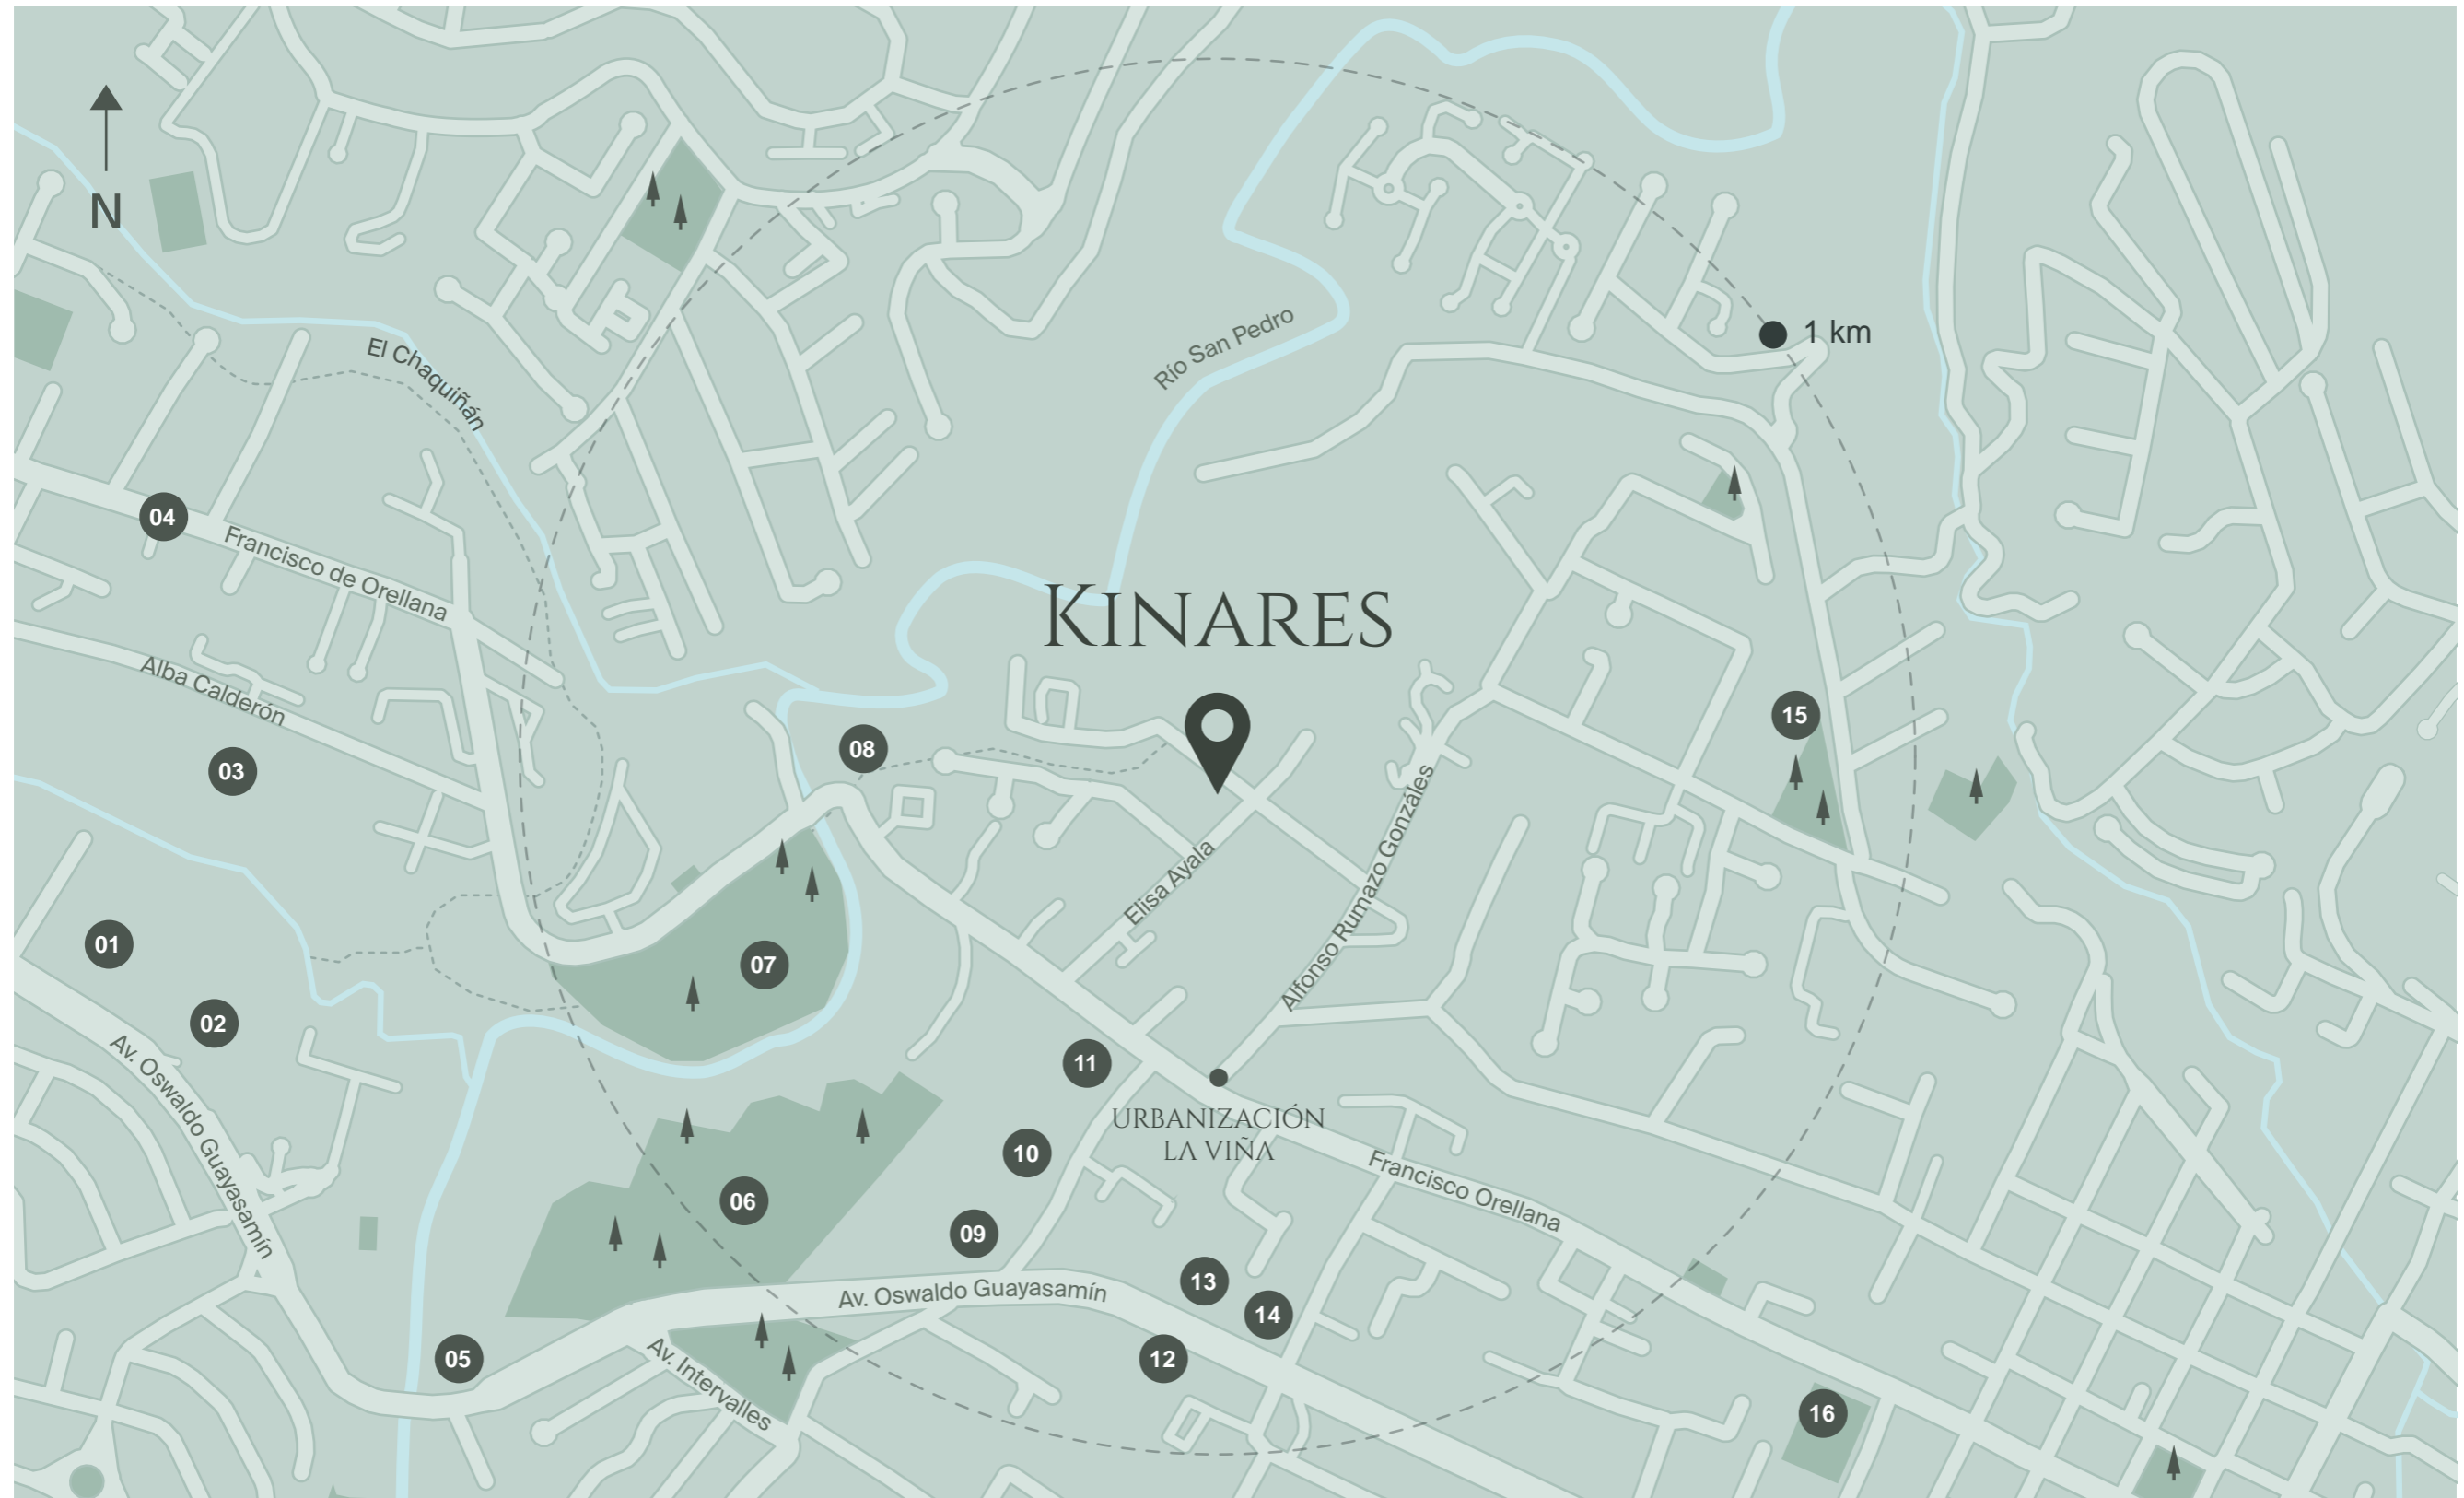 N
1 km
Río San Pedro
El Chaquiñán
04
Francisco de Orellana
KINARES
Alba Calderón
15
08
03
Elisa Ayala
Alfonso Rumazo Gonzáles
01
07
02
Av. Oswaldo Guayasamín
11
URBANIZACIÓN
LA VIÑA
10
Francisco Orellana
06
09
13
Av. Oswaldo Guayasamín
14
05
12
Av. Intervalles
16